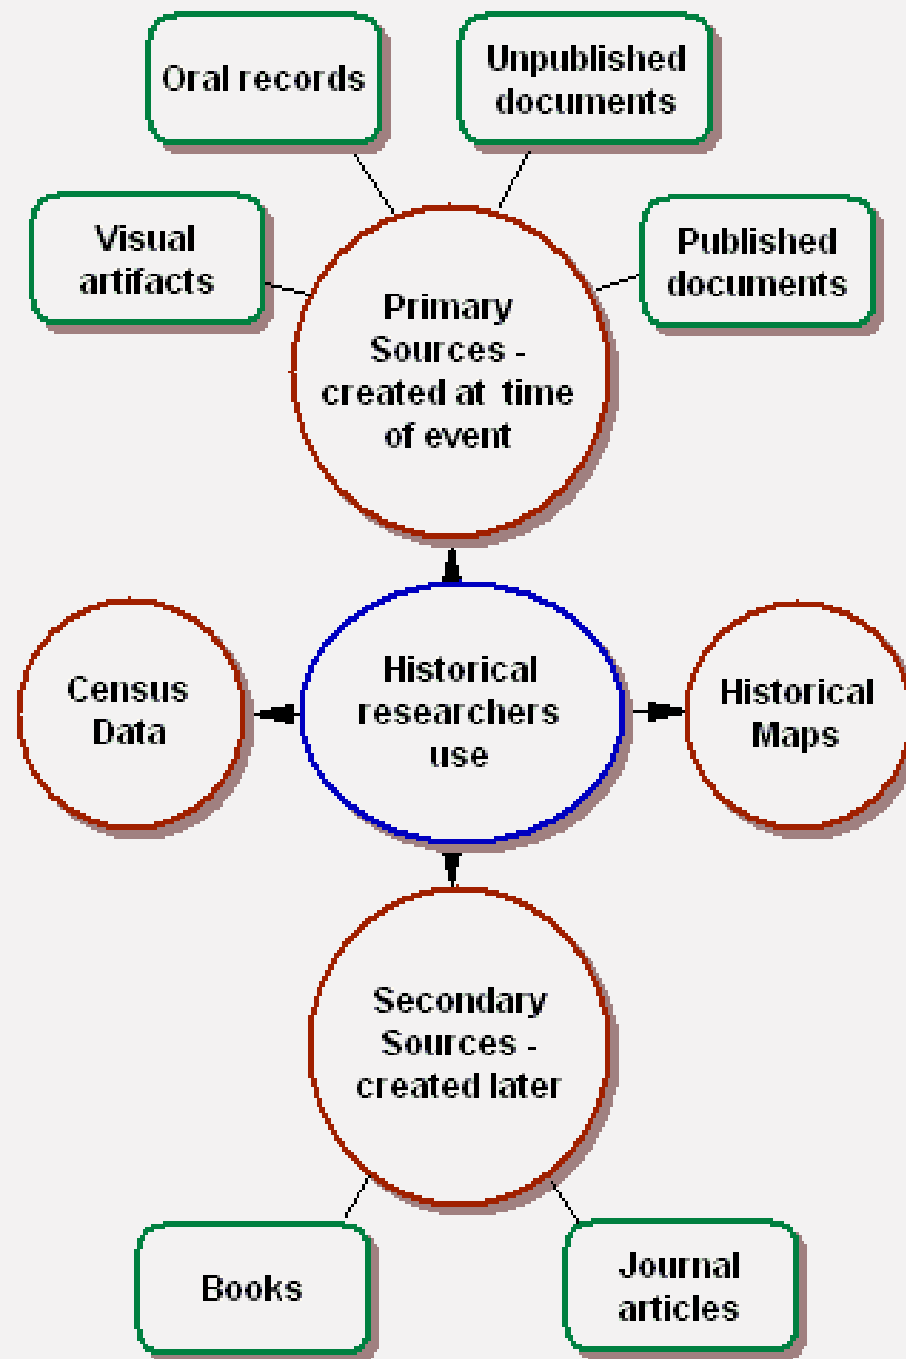 Oral records
Unpublished
documents
Visual
artifacts
Published
documents
Primary
Sources -
created at time
of event
Census
Data
Historical
researchers
use
Historical
Maps
Secondary
Sources -
created later
Books
Journal
articles